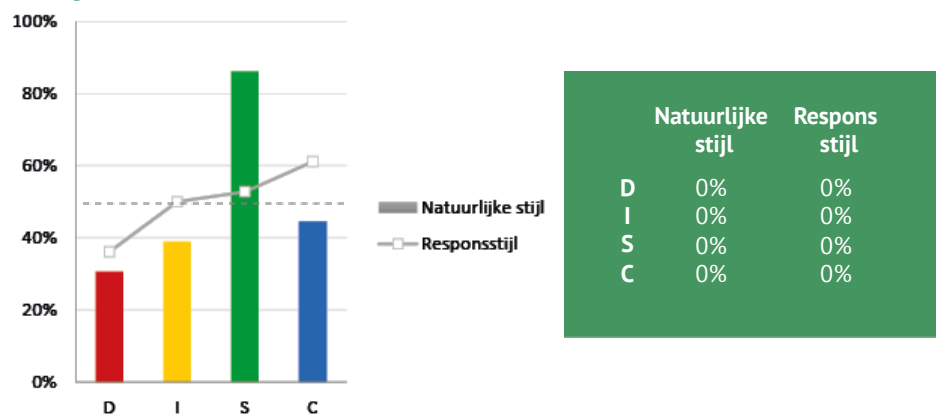 100%
80%
60%
40%
20%
0%
D I S C
Natuurlijke stijl
Responsstijl
Natuurlijke Respons
stijl stijl
D 0% 0%
I 0% 0%
S 0% 0%
C 0% 0%